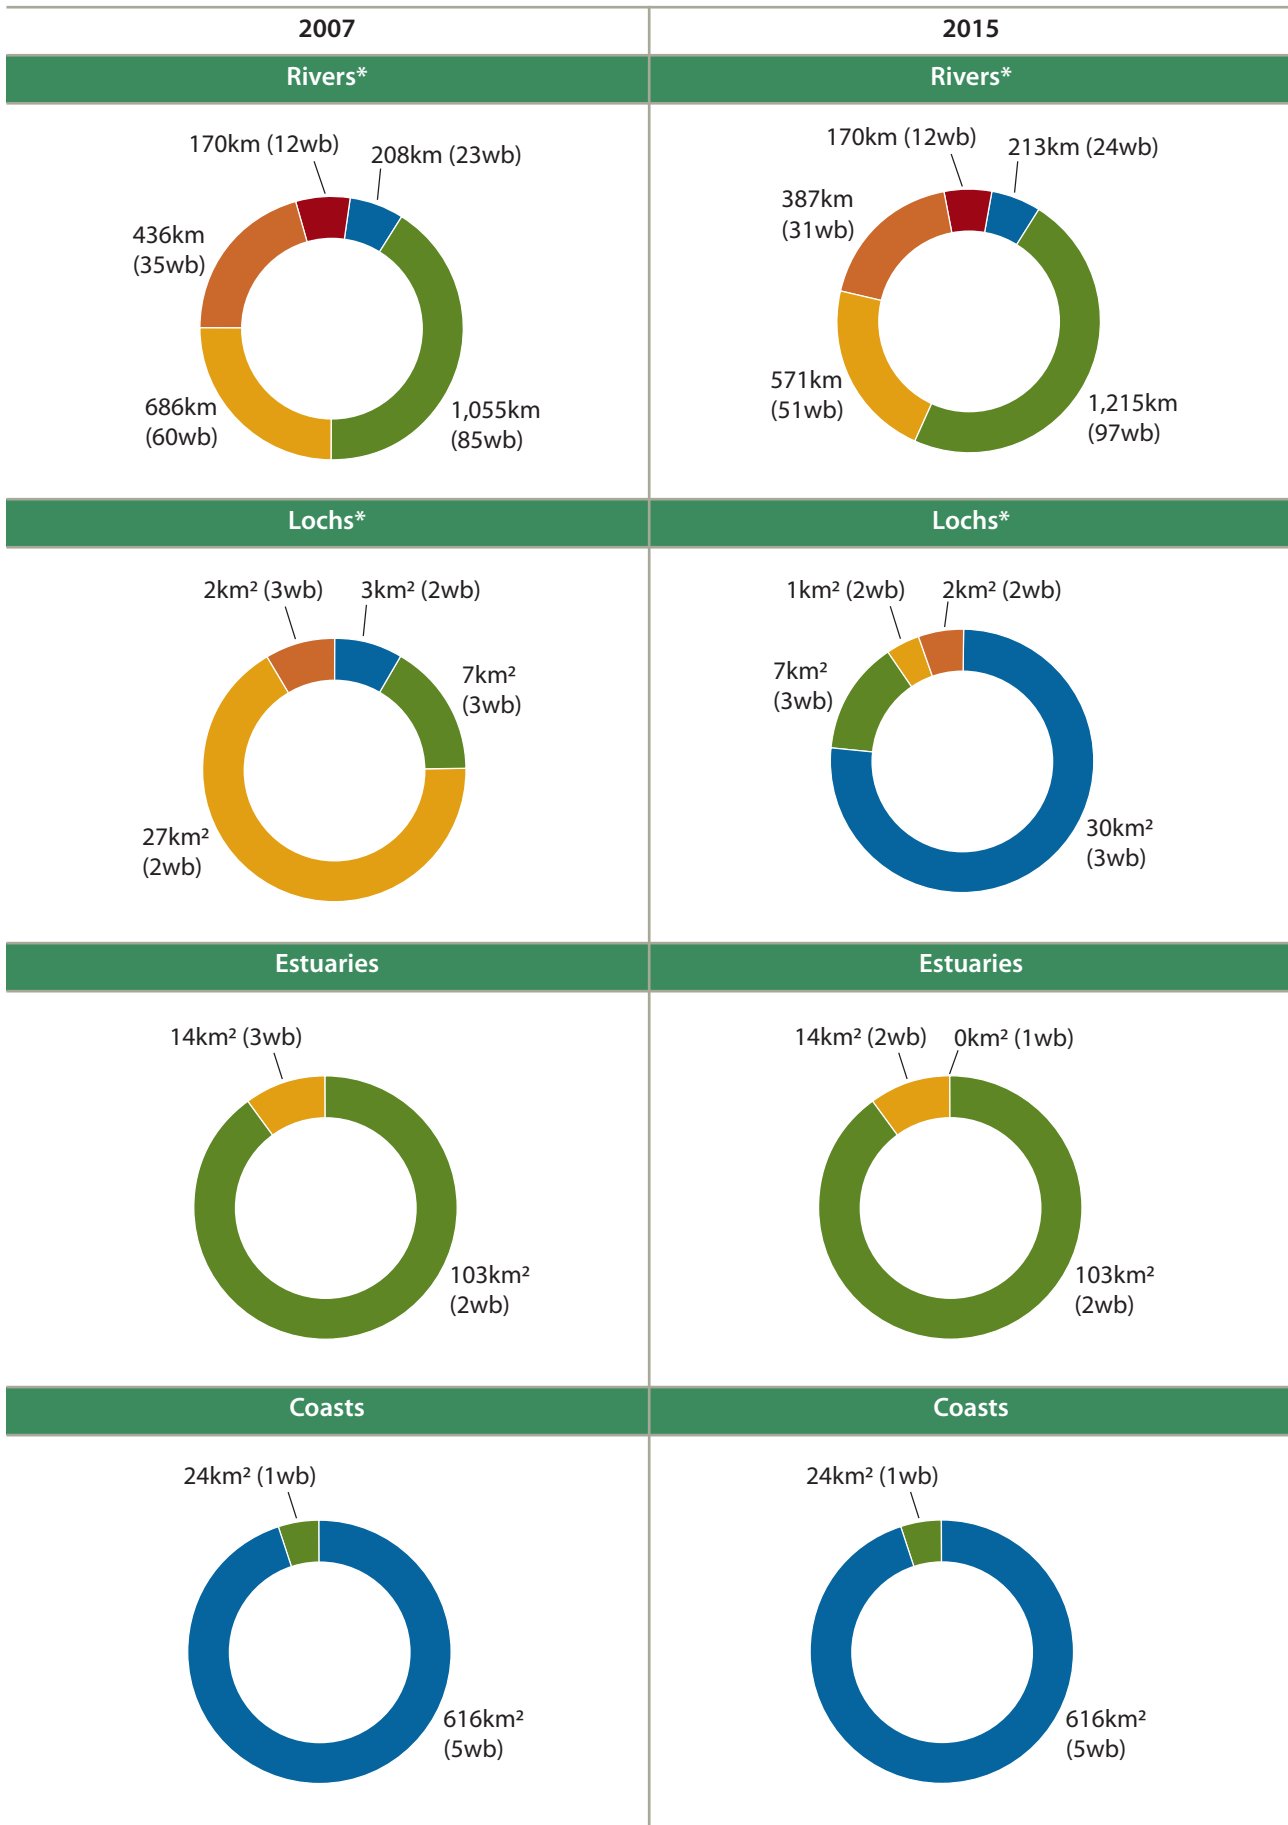 2007
2015
Rivers*
Rivers*
170km (12wb)
208km (23wb)
436km
(35wb)
686km
(60wb)
1,055km
(85wb)
170km (12wb)
213km (24wb)
387km
(31wb)
571km
(51wb)
1,215km
(97wb)
Lochs*
Lochs*
2km² (3wb)
3km² (2wb)
7km²
(3wb)
27km²
(2wb)
1km² (2wb)
2km² (2wb)
7km²
(3wb)
30km²
(3wb)
Estuaries
Estuaries
14km² (3wb)
103km²
(2wb)
14km² (2wb)
0km² (1wb)
103km²
(2wb)
Coasts
Coasts
24km² (1wb)
616km²
(5wb)
24km² (1wb)
616km²
(5wb)